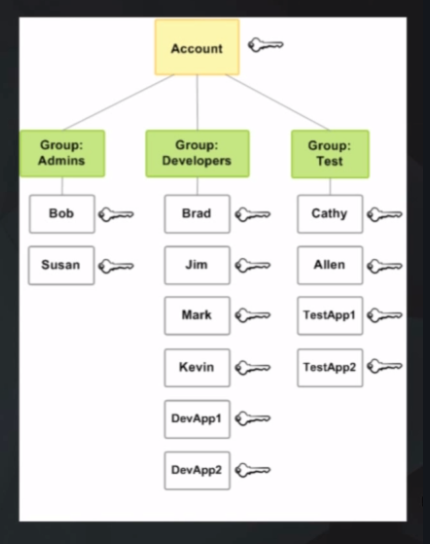 Account
Group:
Admins
Group:
Developers
Group:
Test
Bob
Brad
Cathy
Susan
Jim
Allen
Mark
TestApp1
Kevin
TestApp2
DevApp1
DevApp2